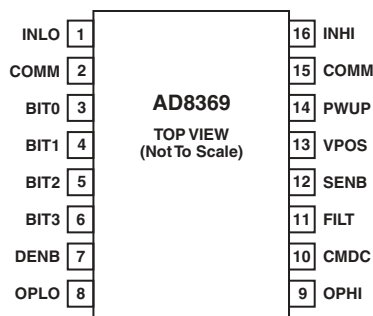 INLO 1
COMM 2
BIT0 3
BIT1 4
BIT2 5
BIT3 6
DENB 7
OPLO 8
AD8369
TOP VIEW
(Not To Scale)
16 INHI
15 COMM
14 PWUP
13 VPOS
12 SENB
11 FILT
10 CMDC
9 OPHI